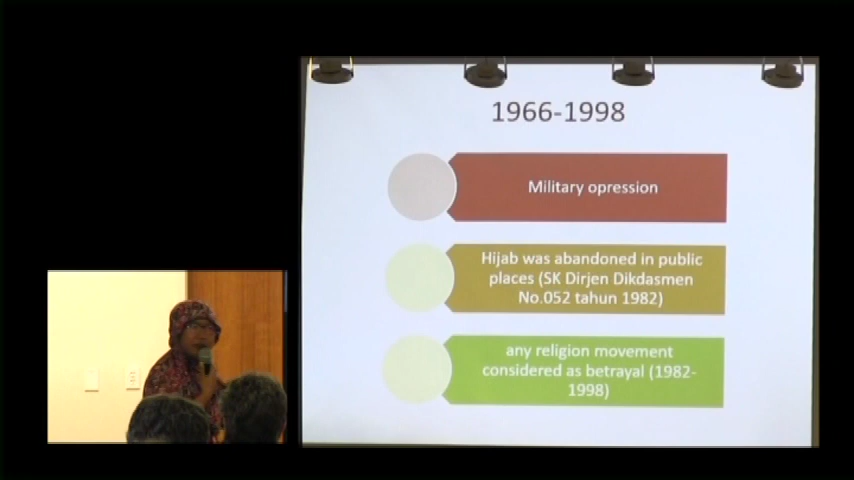 1966-1998
Military opression
Hijab was abandoned in public
places (SK Dirjen Dikdasmen
No.052 tahun 1982)
any religion movement
considered as betrayal (1982-
1998)